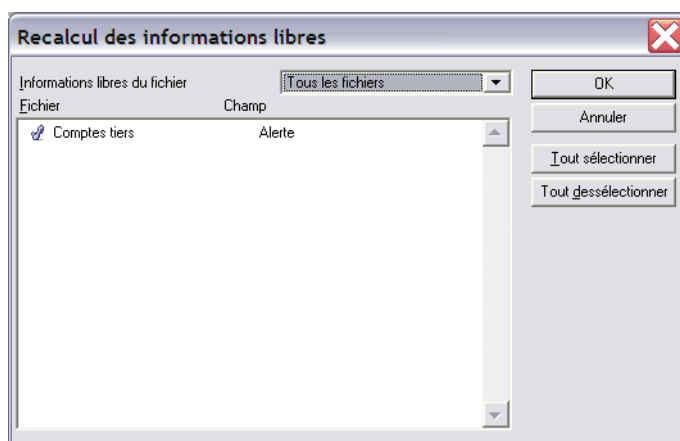 Recalcul des informations libres
Informations libres du fichier Tous les fichiers
OK
Fichier Champ
Annuler
Comptes tiers Alerte
Tout sélectionner
Tout dessélectionner